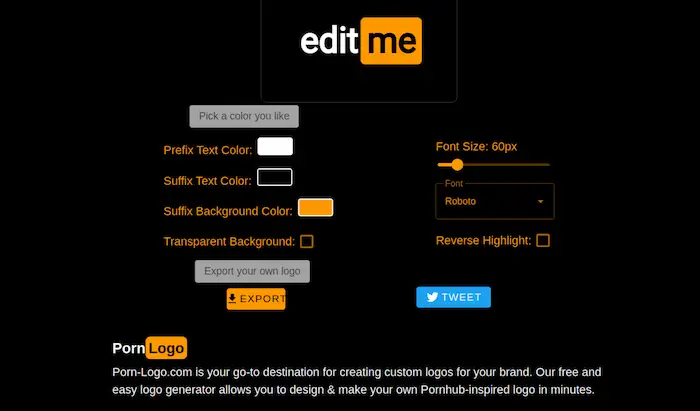 edit me
Pick a color you like
Prefix Text Color:
Font Size: 60px
Suffix Text Color:
Font
Roboto
Suffix Background Color:
Transparent Background:
Reverse Highlight:
Export your own logo
EXPORT
TWEET
Porn Logo
Porn-Logo.com is your go-to destination for creating custom logos for your brand. Our free and
easy logo generator allows you to design & make your own Pornhub-inspired logo in minutes.